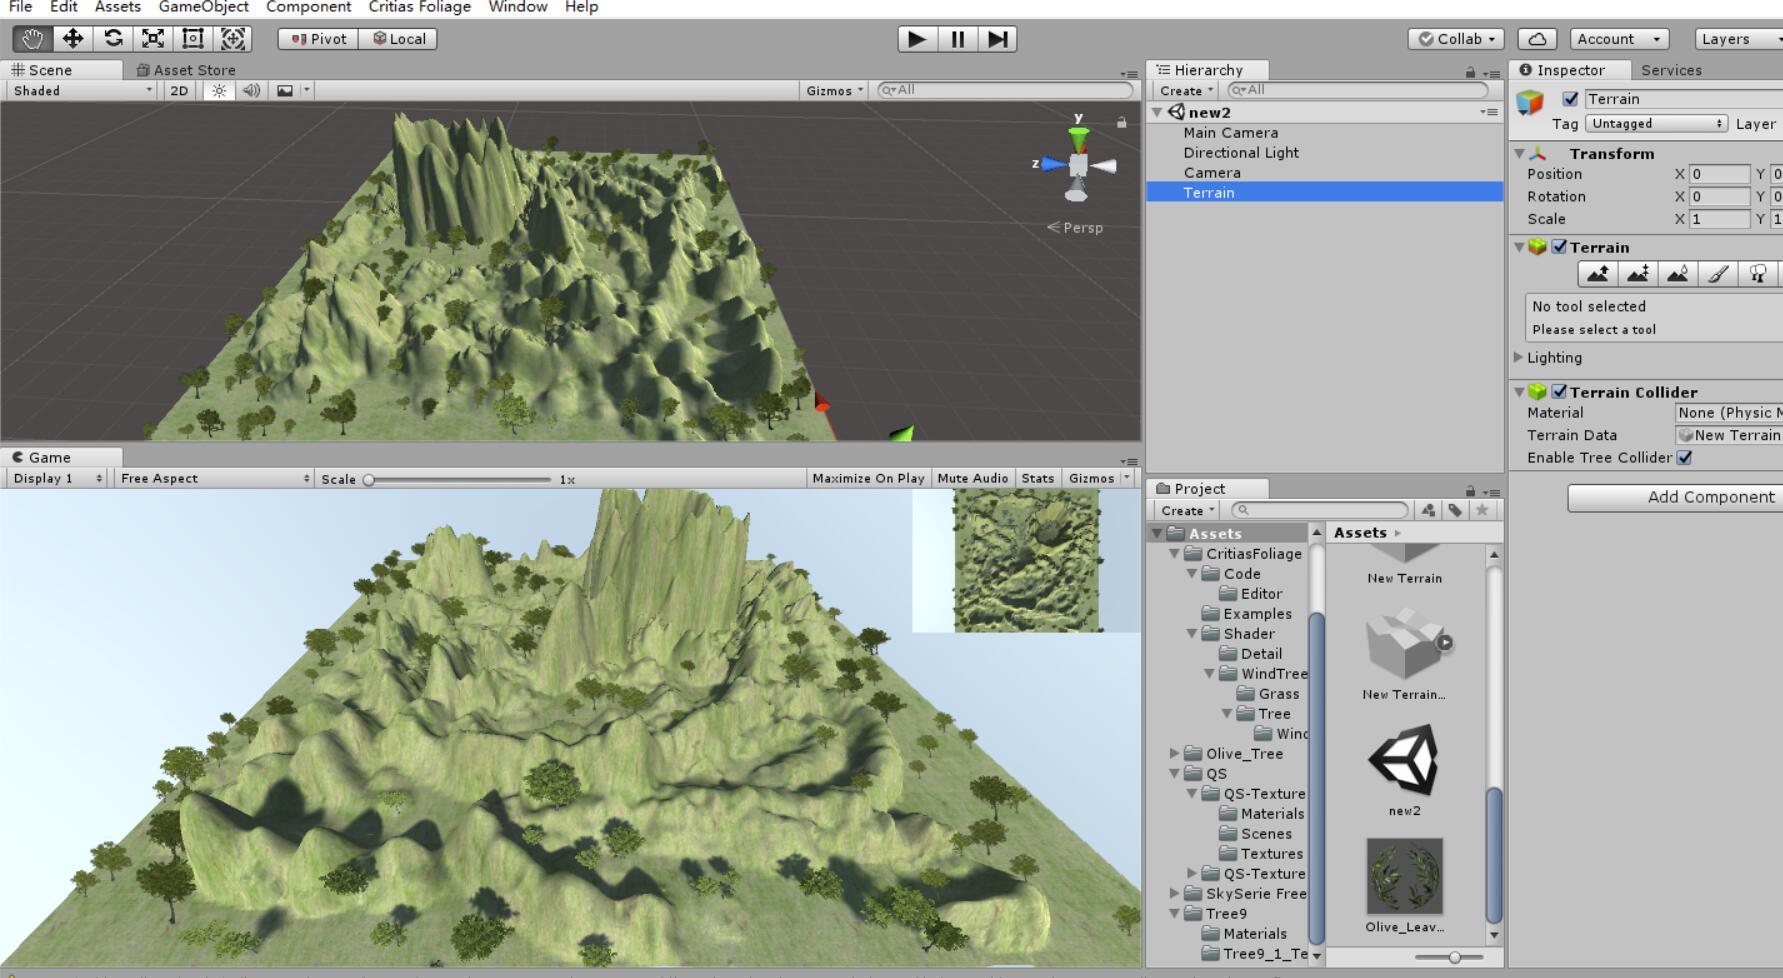 File Edit Assets GameObject Component Critias Foliage Window Help
Pivot Local Collab Account Layers
Scene Asset Store
Shaded 2D Gizmos All
y
z
Persp
Game
Display 1 Free Aspect Scale 1x Maximize On Play Mute Audio Stats Gizmos
Hierarchy
Create All
new2
Main Camera
Directional Light
Camera
Terrain
Project
Create
Assets
CritiasFoliage
Code
Editor
Examples
Shader
Detail
WindTree
Grass
Tree
Wind
Olive_Tree
QS
QS-Texture
Materials
Scenes
Textures
QS-Texture
SkySerie Free
Tree9
Materials
Tree9_1_Te
Assets
New Terrain
New Terrain...
new2
Olive_Leav...
Inspector Services
Terrain
Tag Untagged Layer
Transform
Position X 0 Y 0
Rotation X 0 Y 0
Scale X 1 Y 1
Terrain
No tool selected
Please select a tool
Lighting
Terrain Collider
Material None (Physic M
Terrain Data New Terrain
Enable Tree Collider
Add Component